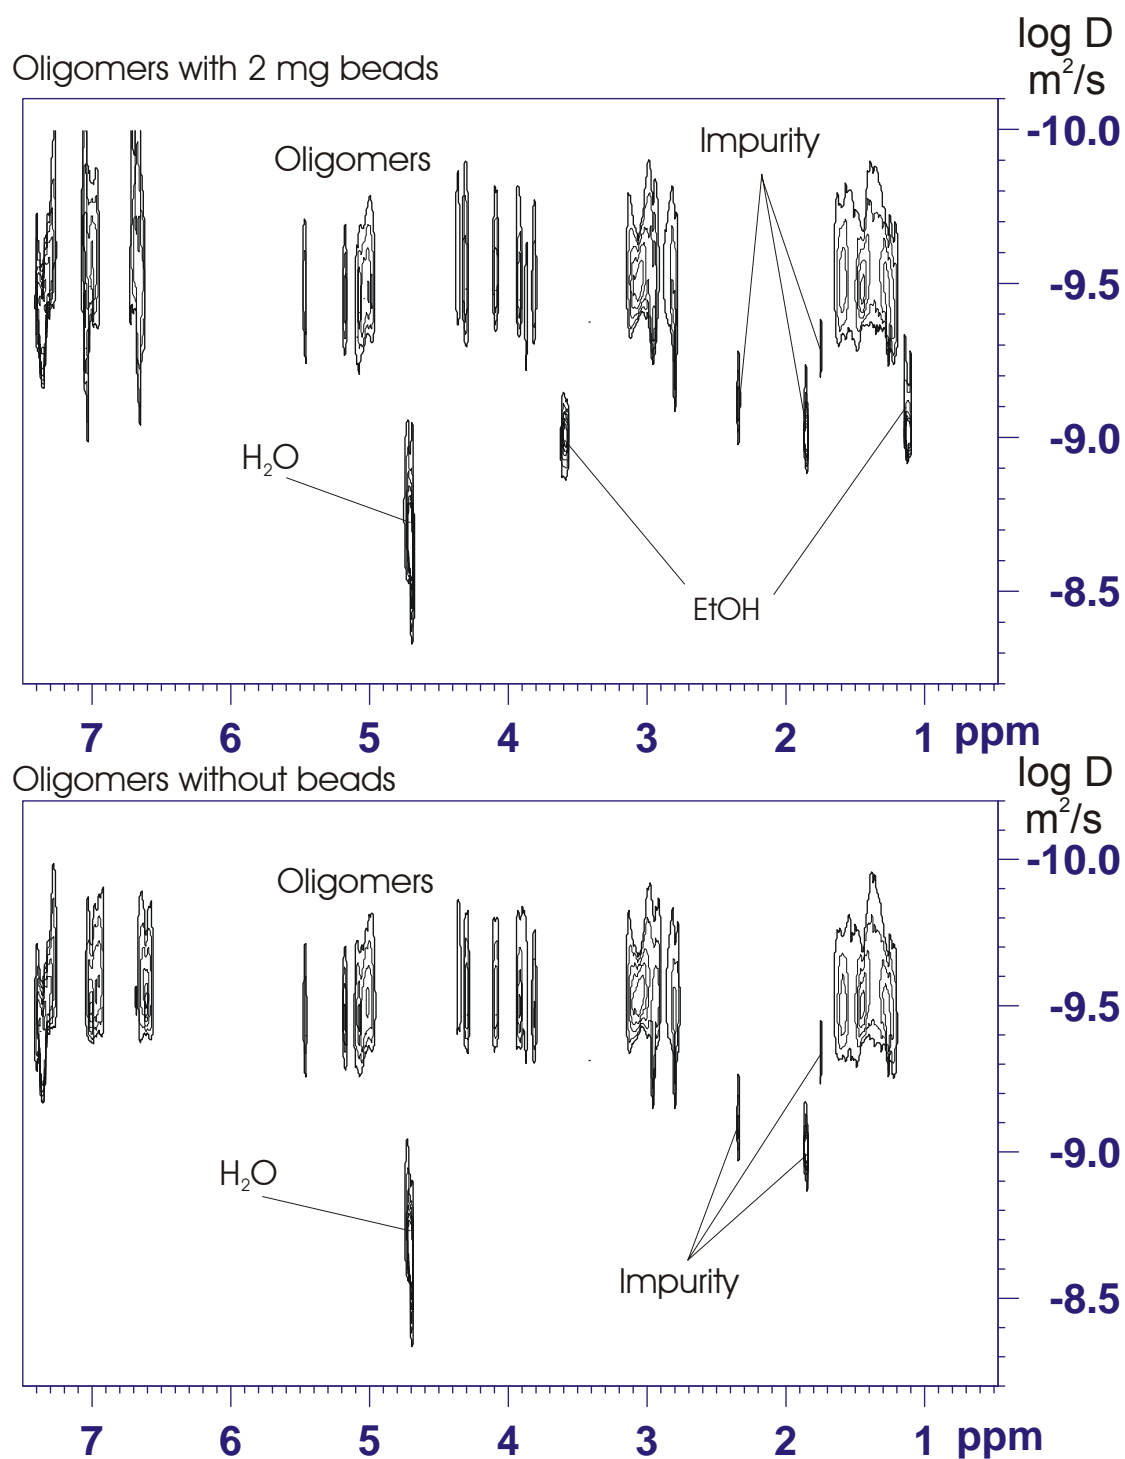 log D
Oligomers with 2 mg beads
m²/s
-10.0
Impurity
Oligomers
-9.5
-9.0
H₂O
-8.5
EtOH
7 6 5 4 3 2 1 ppm
log D
Oligomers without beads
m²/s
-10.0
Oligomers
-9.5
-9.0
H₂O
Impurity
-8.5
7 6 5 4 3 2 1 ppm